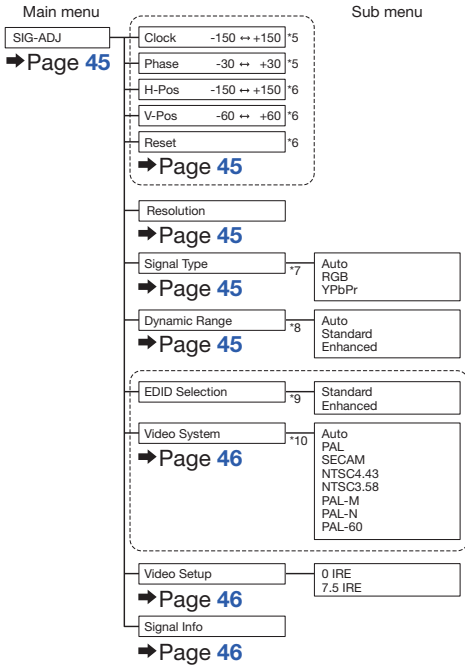 Main menu
Sub menu
SIG-ADJ
➡Page 45
Clock -150 ↔ +150 *5
Phase -30 ↔ +30 *5
H-Pos -150 ↔ +150 *6
V-Pos -60 ↔ +60 *6
Reset *6
➡Page 45
Resolution
➡Page 45
Signal Type *7
Auto
RGB
YPbPr
➡Page 45
Dynamic Range *8
Auto
Standard
Enhanced
➡Page 45
EDID Selection *9
Standard
Enhanced
Video System *10
Auto
PAL
SECAM
NTSC4.43
NTSC3.58
PAL-M
PAL-N
PAL-60
➡Page 46
Video Setup
0 IRE
7.5 IRE
➡Page 46
Signal Info
➡Page 46